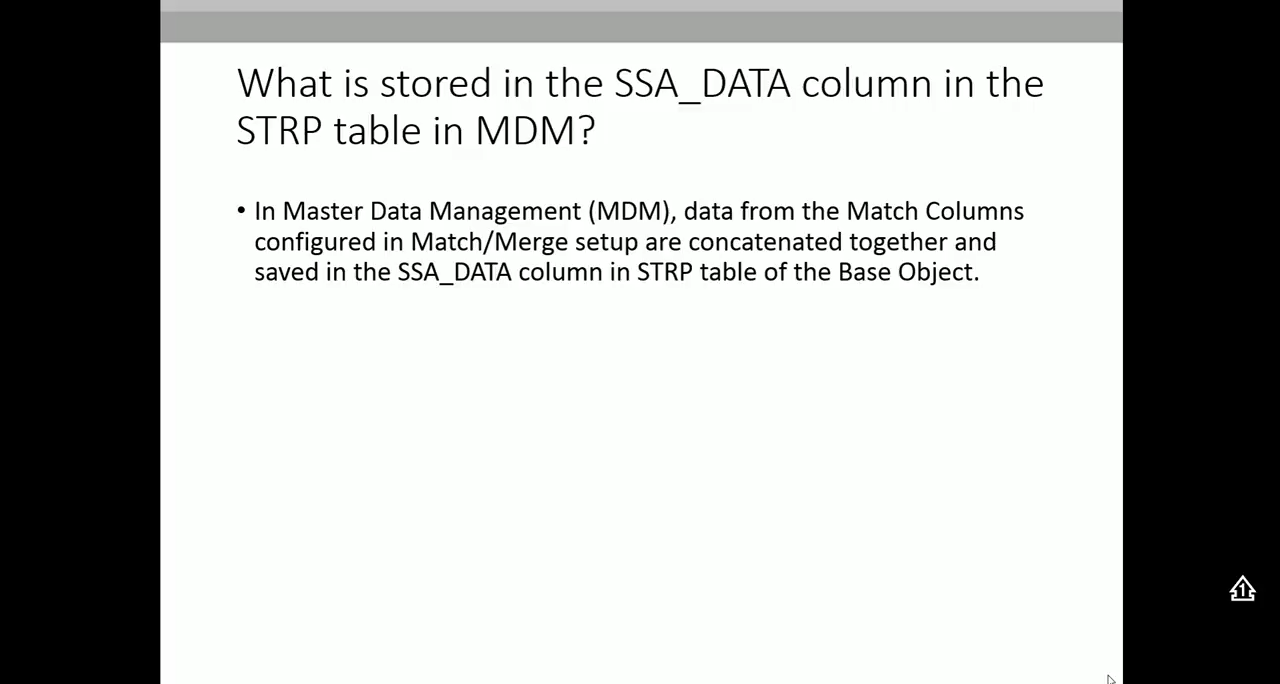 What is stored in the SSA_DATA column in the
STRP table in MDM?
• In Master Data Management (MDM), data from the Match Columns
configured in Match/Merge setup are concatenated together and
saved in the SSA_DATA column in STRP table of the Base Object.
1